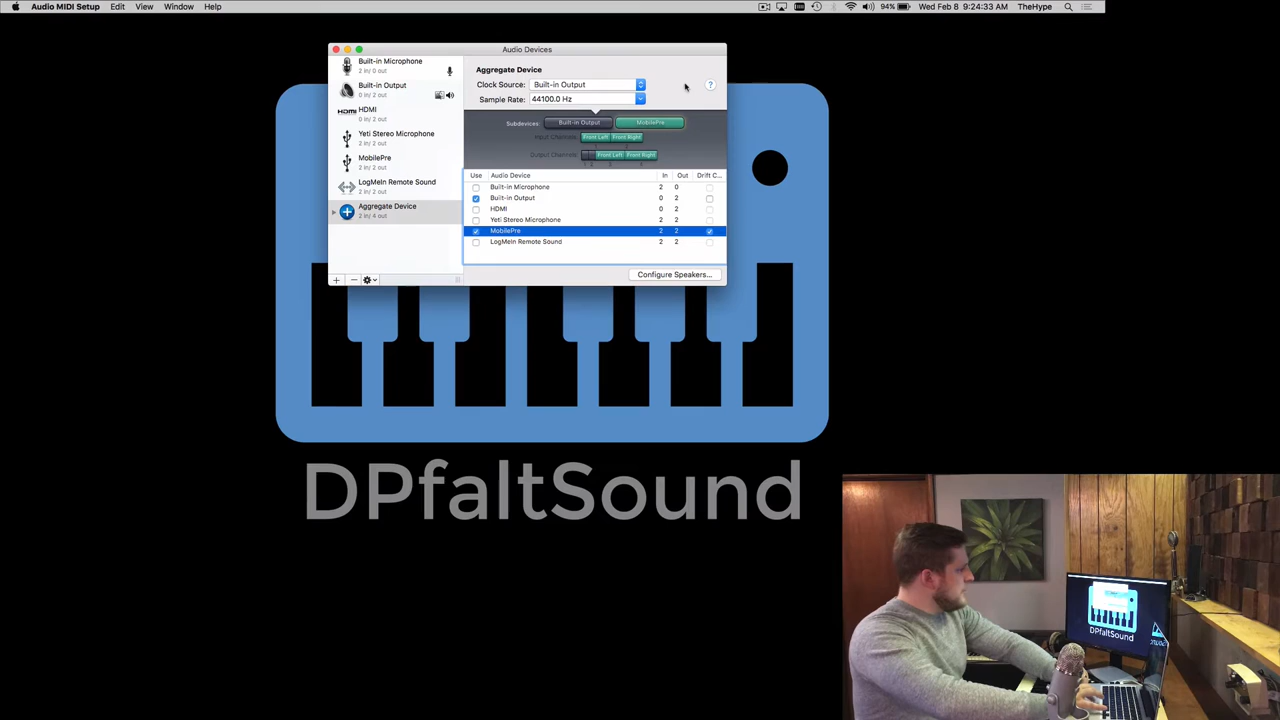 Audio MIDI Setup Edit View Window Help 94% Wed Feb 8 9:24:33 AM TheHype
Audio Devices
Built-in Microphone
2 in/ 0 out
Built-in Output
0 in/ 2 out
HDMI
0 in/ 2 out
Yeti Stereo Microphone
2 in/ 2 out
MobilePre
2 in/ 2 out
LogMeIn Remote Sound
2 in/ 2 out
Aggregate Device
2 in/ 4 out
Aggregate Device
Clock Source: Built-in Output
?
Sample Rate: 44100.0 Hz
Subdevices: Built-in Output MobilePre
Input Channels: Front Left Front Right
Output Channels: Front Left Front Right
Use Audio Device In Out Drift C...
Built-in Microphone 2 0
Built-in Output 0 2
HDMI 0 2
Yeti Stereo Microphone 2 2
MobilePre 2 2
LogMeIn Remote Sound 2 2
Configure Speakers...
DPfaltSound
DPfaltSound